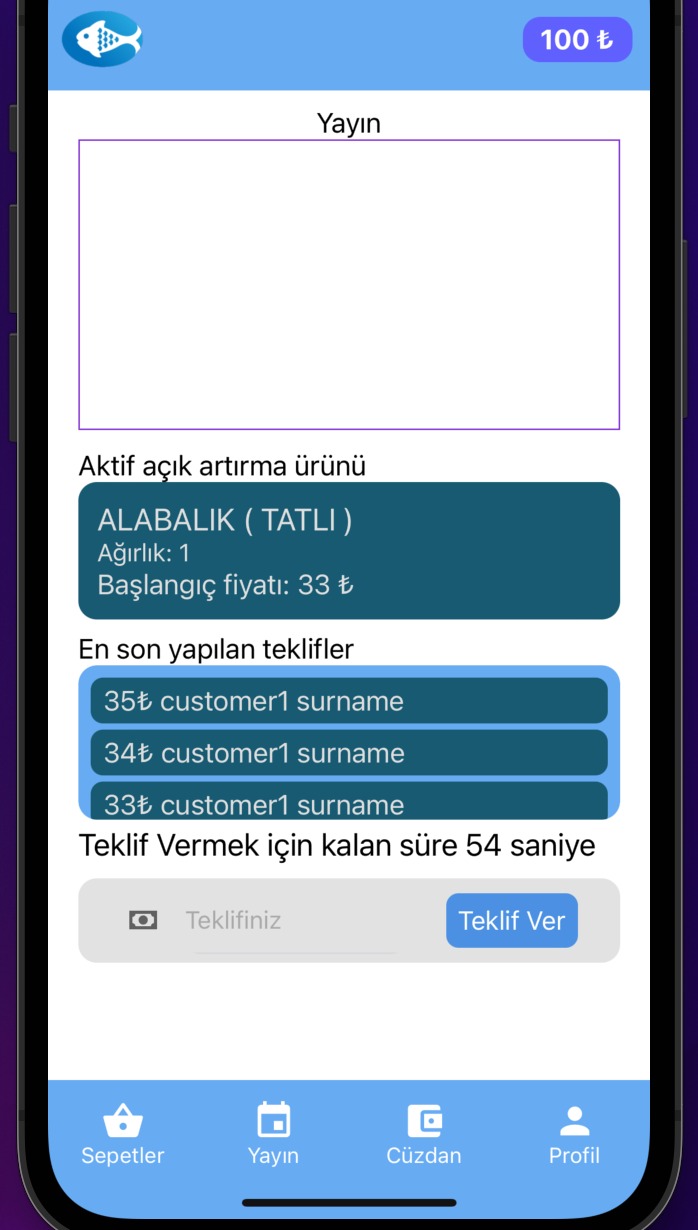 100 ₺
Yayın
Aktif açık artırma ürünü
ALABALIK ( TATLI )
Ağırlık: 1
Başlangıç fiyatı: 33 ₺
En son yapılan teklifler
35₺ customer1 surname
34₺ customer1 surname
33₺ customer1 surname
Teklif Vermek için kalan süre 54 saniye
Teklifiniz
Teklif Ver
Sepetler
Yayın
Cüzdan
Profil